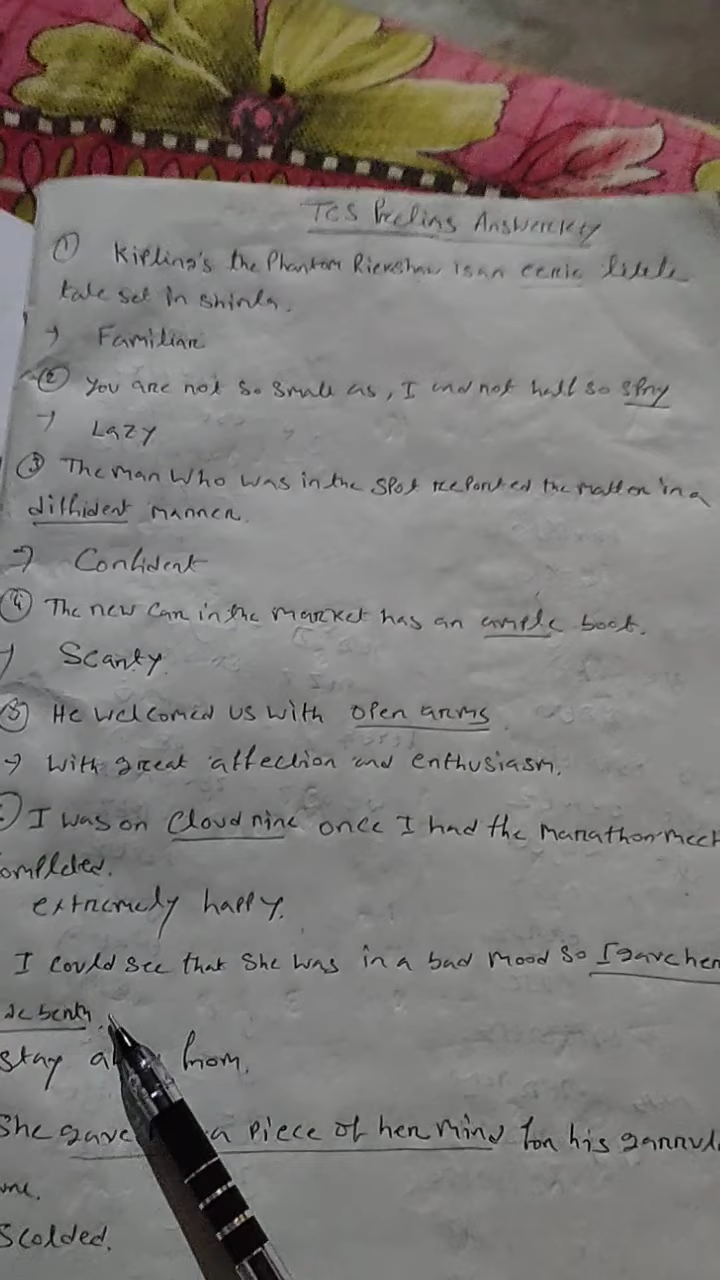 TCS Prelims Answerkey
① Kipling's the Phantom Rickshaw is an eerie little
tale set in Shimla.
→ Familiar
② You are not so small as, I and not half so spry
→ Lazy
③ The man who was in the spot reported the matter in a
diffident manner.
→ Confident
④ The new car in the market has an ample boot.
→ Scanty
⑤ He welcomed us with open arms
→ with great affection and enthusiasm.
I was on Cloud nine once I had the marathon meet
ompleted.
extremely happy.
I could see that she was in a bad mood so I gave her
de benth.
stay from.
She gave a piece of her mind for his garrul
Scolded.